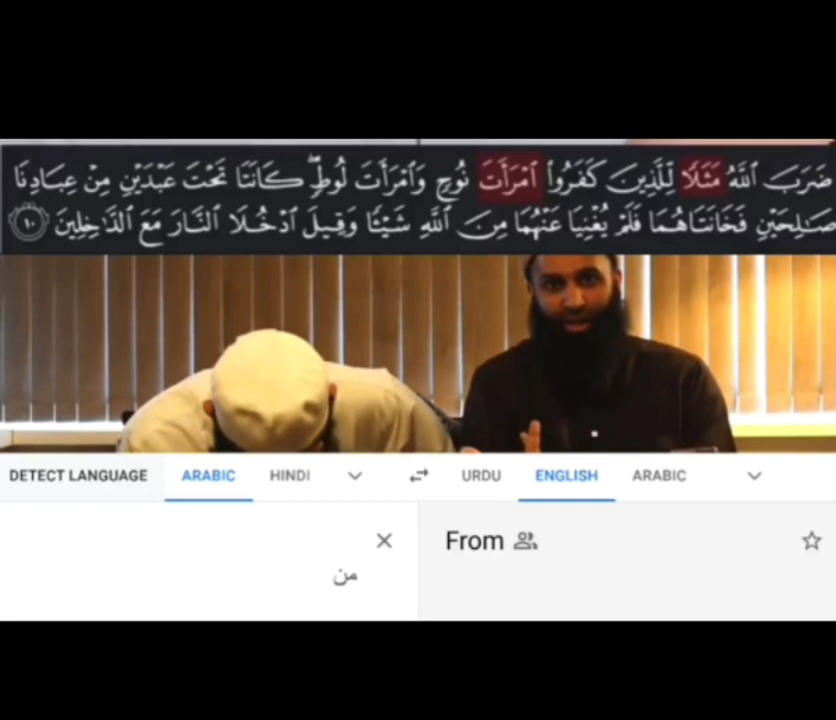 ضَرَبَ ٱللَّهُ مَثَلًا لِّلَّذِينَ كَفَرُوا۟ ٱمْرَأَتَ نُوحٍ وَٱمْرَأَتَ لُوطٍ ۖ كَانَتَا تَحْتَ عَبْدَيْنِ مِنْ عِبَادِنَا
صَـٰلِحَيْنِ فَخَانَتَاهُمَا فَلَمْ يُغْنِيَا عَنْهُمَا مِنَ ٱللَّهِ شَيْـًٔا وَقِيلَ ٱدْخُلَا ٱلنَّارَ مَعَ ٱلدَّٰخِلِينَ ١٠
DETECT LANGUAGE ARABIC HINDI URDU ENGLISH ARABIC
From
من